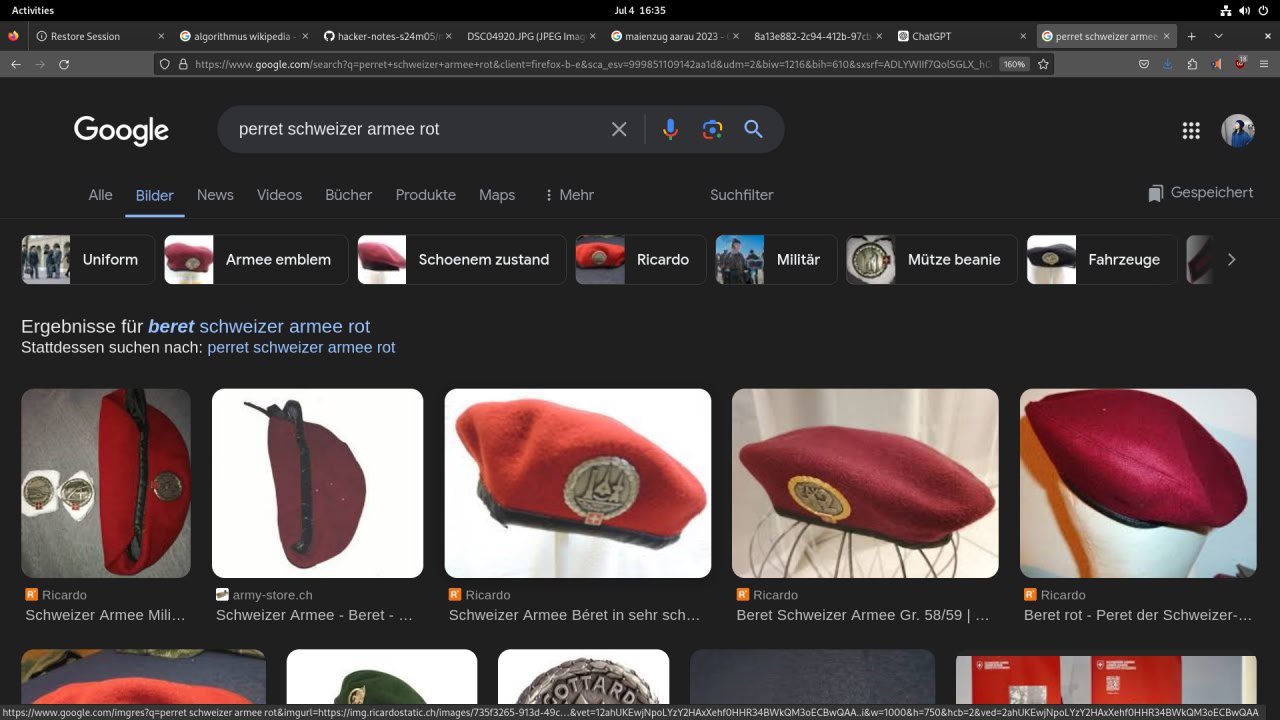 Activities
Jul 4 16:35
Restore Session
algorithmus wikipedia -
hacker-notes-s24m05/
DSC04920.JPG (JPEG Imag
maienzug aarau 2023 -
8a13e882-2c94-412b-97cb
ChatGPT
perret schweizer armee
https://www.google.com/search?q=perret+schweizer+armee+rot&client=firefox-b-e&sca_esv=999851109142aa1d&udm=2&biw=1216&bih=610&sxsrf=ADLYWIIf7QolSGLX_h
160%
18
Google
perret schweizer armee rot
Alle
Bilder
News
Videos
Bücher
Produkte
Maps
Mehr
Suchfilter
Gespeichert
Uniform
Armee emblem
Schoenem zustand
Ricardo
Militär
Mütze beanie
Fahrzeuge
Ergebnisse für beret schweizer armee rot
Stattdessen suchen nach: perret schweizer armee rot
Ricardo
Schweizer Armee Mili...
army-store.ch
Schweizer Armee - Beret - ...
Ricardo
Schweizer Armee Béret in sehr sch...
Ricardo
Beret Schweizer Armee Gr. 58/59 | ...
Ricardo
Beret rot - Peret der Schweizer-...
GOTTARD
https://www.google.com/imgres?q=perret schweizer armee rot&imgurl=https://img.ricardostatic.ch/images/735f3265-913d-49c…&vet=12ahUKEwjNpoLYzY2HAxXehf0HHR34BWkQM3oECBwQAA..i&w=1000&h=750&hcb=2&ved=2ahUKEwjNpoLYzY2HAxXehf0HHR34BWkQM3oECBwQAA